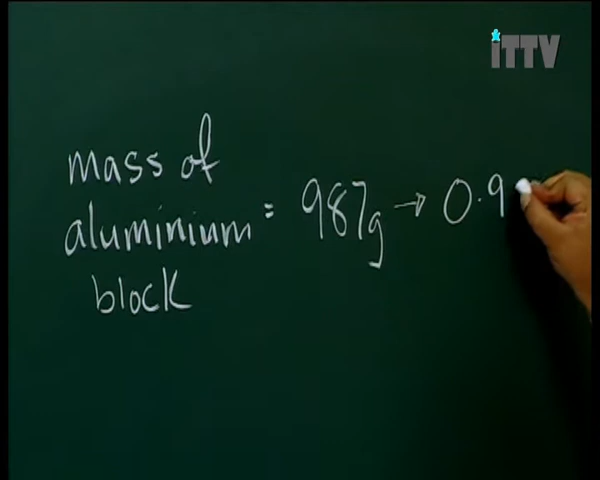 iTTV
mass of
aluminium = 987g → 0.9
block